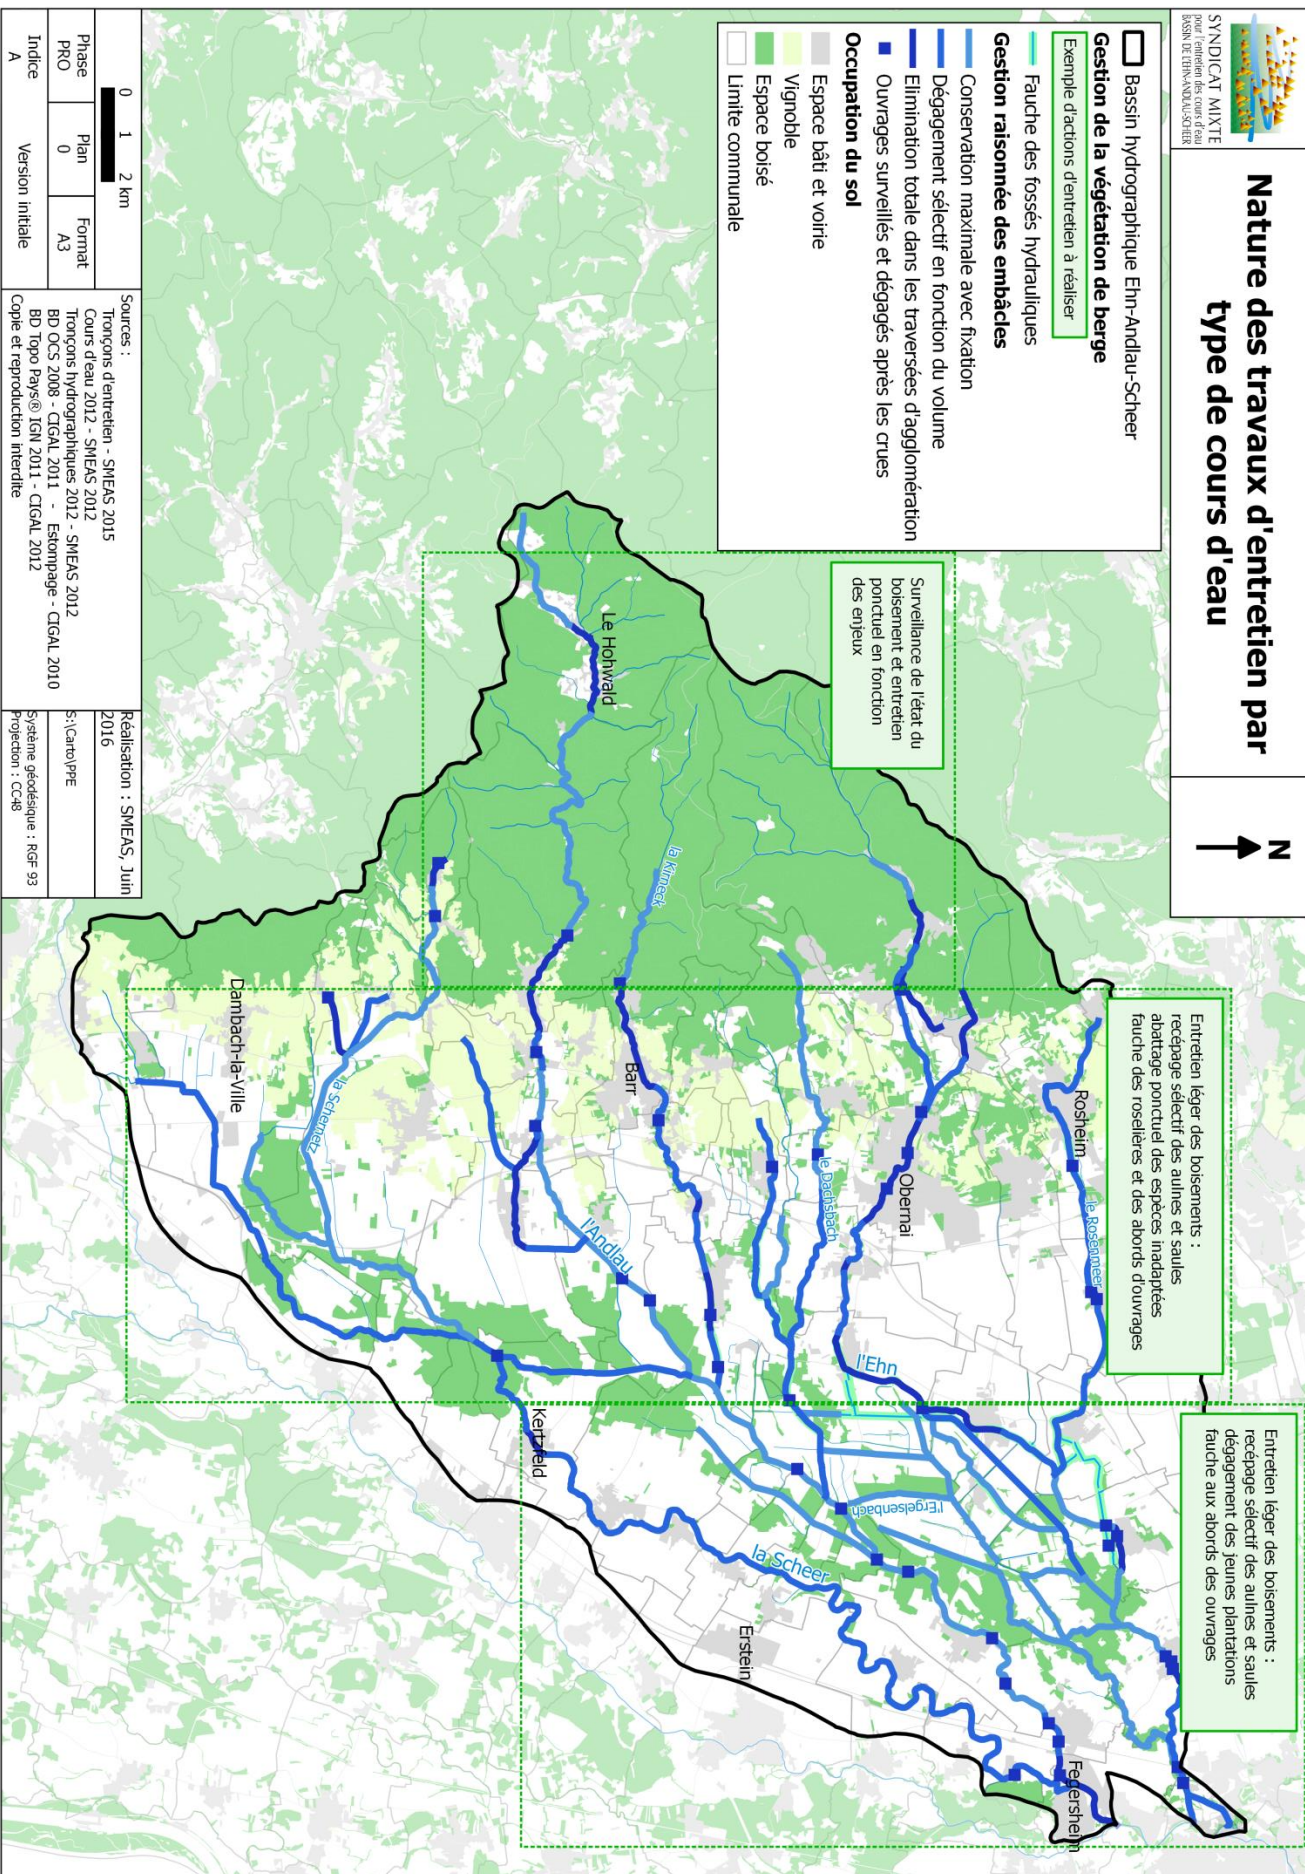 SYNDICAT MIXTE
pour l'entretien des cours d'eau
BASSIN DE L'EHN-ANDLAU-SCHEER
Nature des travaux d'entretien par
type de cours d'eau
N
Bassin hydrographique Ehn-Andlau-Scheer
Gestion de la végétation de berge
Exemple d'actions d'entretien à réaliser
Fauche des fossés hydrauliques
Gestion raisonnée des embâcles
Conservation maximale avec fixation
Dégagement sélectif en fonction du volume
Elimination totale dans les traversées d'agglomération
Ouvrages surveillés et dégagés après les crues
Occupation du sol
Espace bâti et voirie
Vignoble
Espace boisé
Limite communale
Surveillance de l'état du
boisement et entretien
ponctuel en fonction
des enjeux
Entretien léger des boisements :
recépage sélectif des aulnes et saules
abattage ponctuel des espèces inadaptées
fauche des roselières et des abords d'ouvrages
Entretien léger des boisements :
recépage sélectif des aulnes et saules
dégagement des jeunes plantations
fauche aux abords des ouvrages
Rosheim
le Rosenmeer
Obernai
l'Ehn
le Dachsbach
l'Ergelsenbach
la Kirneck
Barr
Le Hohwald
l'Andlau
la Scheer
Fegersheim
Erstein
Kertzfeld
la Schernetz
Dambach-la-Ville
0 1 2 km
Phase
PRO
Plan
0
Format
A3
Indice
A
Version initiale
Sources :
Tronçons d'entretien - SMEAS 2015
Cours d'eau 2012 - SMEAS 2012
Tronçons hydrographiques 2012 - SMEAS 2012
BD OCS 2008 - CIGAL 2011 - Estompage - CIGAL 2010
BD Topo Pays® IGN 2011 - CIGAL 2012
Copie et reproduction interdite
Réalisation : SMEAS, Juin
2016
S:\Carto\PPE
Système géodésique : RGF 93
Projection : CC48